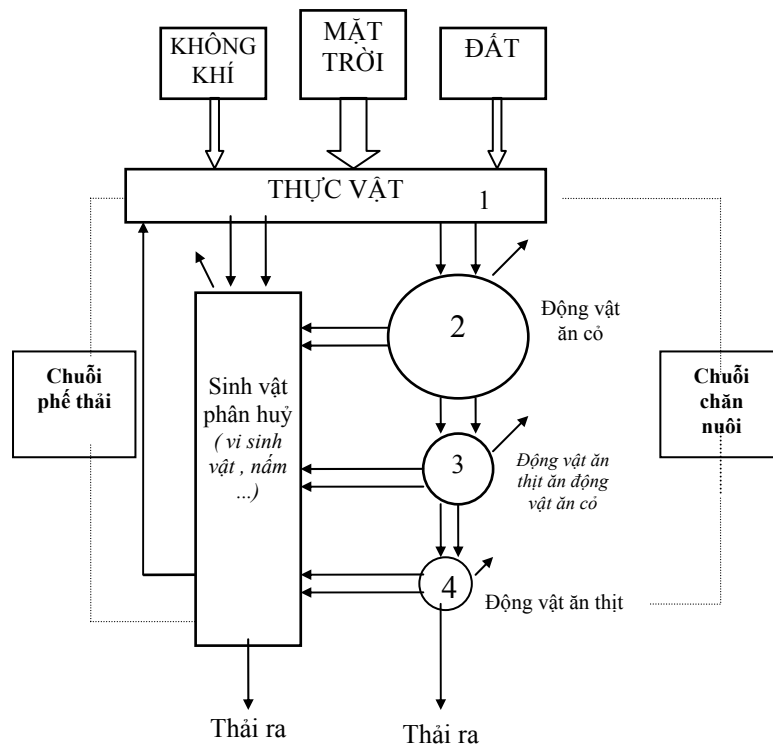 KHÔNG
KHÍ
MẶT
TRỜI
ĐẤT
THỰC VẬT
1
2
Động vật
ăn cỏ
Chuỗi
phế thải
Sinh vật
phân huỷ
( vi sinh
vật , nấm
...)
Chuỗi
chăn
nuôi
3
Động vật ăn
thịt ăn động
vật ăn cỏ
4
Động vật ăn thịt
Thải ra
Thải ra